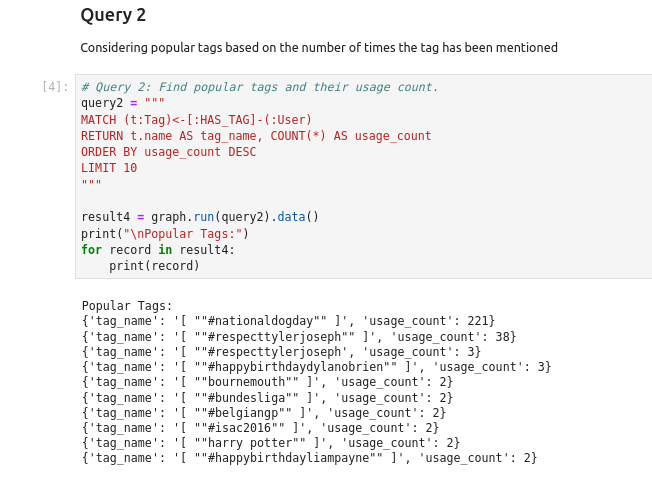 Query 2
Considering popular tags based on the number of times the tag has been mentioned
[4]:
# Query 2: Find popular tags and their usage count.
query2 = """
MATCH (t:Tag)<-[:HAS_TAG]-(:User)
RETURN t.name AS tag_name, COUNT(*) AS usage_count
ORDER BY usage_count DESC
LIMIT 10
"""
result4 = graph.run(query2).data()
print("\nPopular Tags:")
for record in result4:
    print(record)
Popular Tags:
{'tag_name': '[ ""#nationaldogday"" ]', 'usage_count': 221}
{'tag_name': '[ ""#respecttylerjoseph"" ]', 'usage_count': 38}
{'tag_name': '[ ""#respecttylerjoseph', 'usage_count': 3}
{'tag_name': '[ ""#happybirthdaydylanobrien"" ]', 'usage_count': 3}
{'tag_name': '[ ""bournemouth"" ]', 'usage_count': 2}
{'tag_name': '[ ""#bundesliga"" ]', 'usage_count': 2}
{'tag_name': '[ ""#belgiangp"" ]', 'usage_count': 2}
{'tag_name': '[ ""#isac2016"" ]', 'usage_count': 2}
{'tag_name': '[ ""harry potter"" ]', 'usage_count': 2}
{'tag_name': '[ ""#happybirthdayliampayne"" ]', 'usage_count': 2}